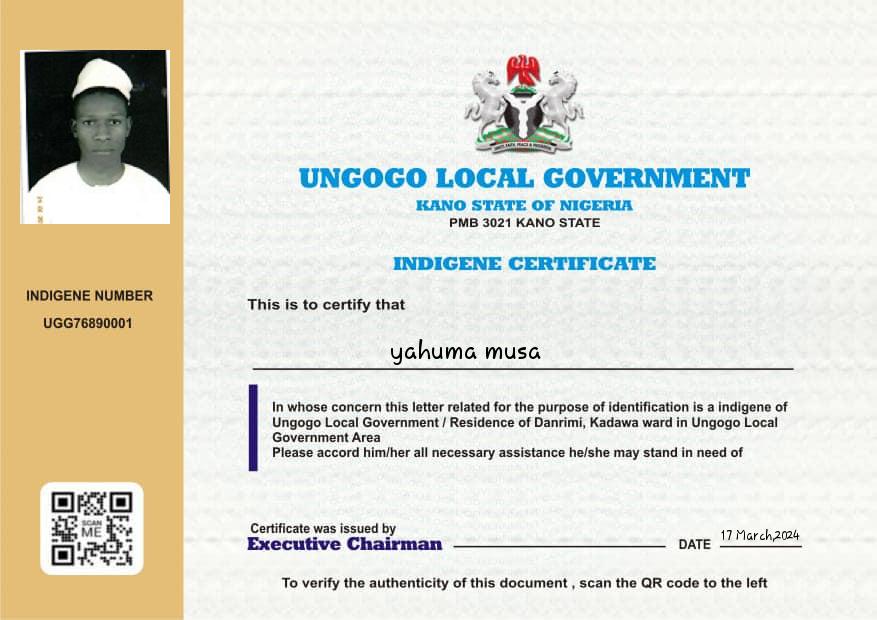 INDIGENE NUMBER
UGG76890001
SCAN
ME
UNGOGO LOCAL GOVERNMENT
KANO STATE OF NIGERIA
PMB 3021 KANO STATE
INDIGENE CERTIFICATE
This is to certify that
yahuma musa
In whose concern this letter related for the purpose of identification is a indigene of
Ungogo Local Government / Residence of Danrimi, Kadawa ward in Ungogo Local
Government Area
Please accord him/her all necessary assistance he/she may stand in need of
Certificate was issued by
Executive Chairman
DATE 17 March,2024
To verify the authenticity of this document , scan the QR code to the left